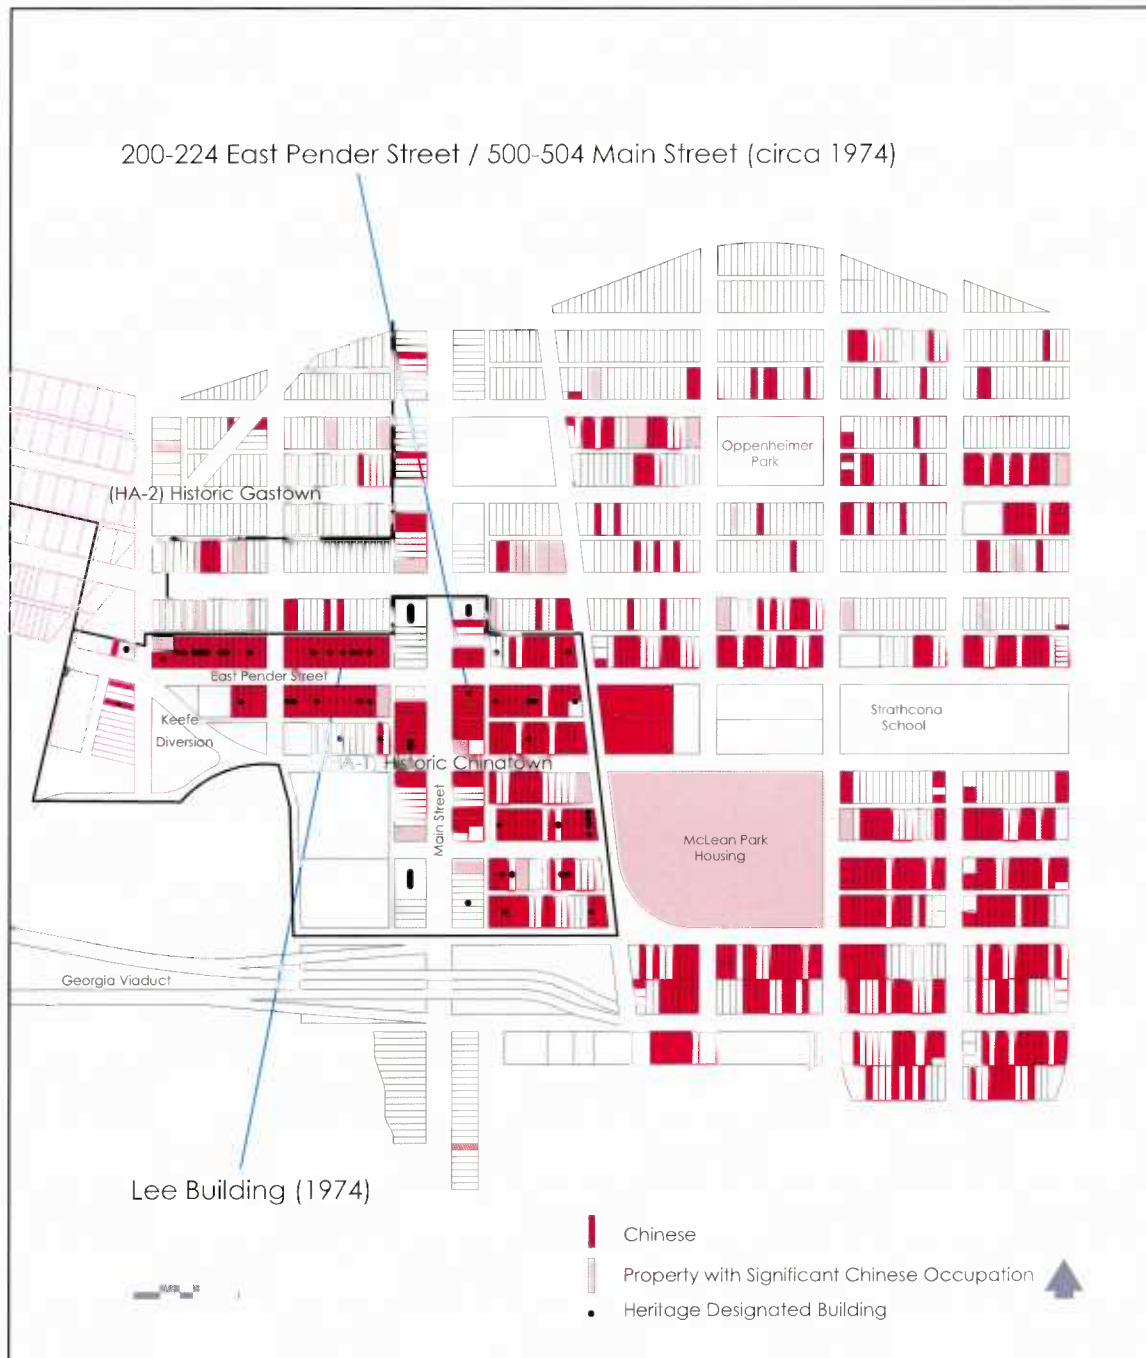 200-224 East Pender Street / 500-504 Main Street (circa 1974)
Oppenheimer
Park
(HA-2) Historic Gastown
East Pender Street
Keefe
Diversion
Strathcona
School
(HA-1) Historic Chinatown
Main Street
McLean Park
Housing
Georgia Viaduct
Lee Building (1974)
Chinese
Property with Significant Chinese Occupation
Heritage Designated Building